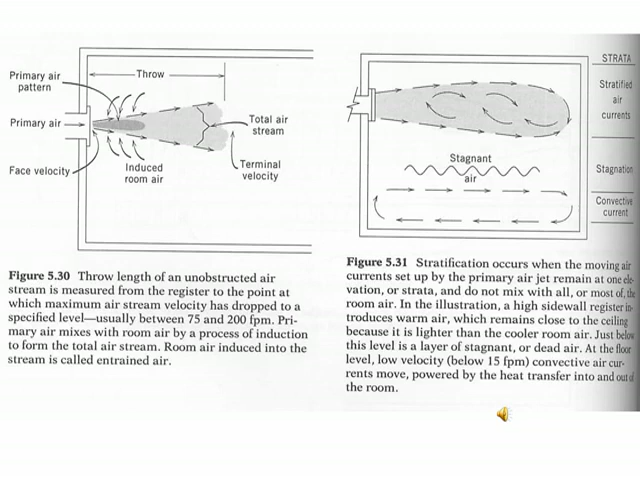 Primary air
pattern
Throw
Primary air
Total air
stream
Face velocity
Induced
room air
Terminal
velocity
Figure 5.30 Throw length of an unobstructed air
stream is measured from the register to the point at
which maximum air stream velocity has dropped to a
specified level—usually between 75 and 200 fpm. Pri-
mary air mixes with room air by a process of induction
to form the total air stream. Room air induced into the
stream is called entrained air.
STRATA
Stratified
air
currents
Stagnant
air
Stagnation
Convective
current
Figure 5.31 Stratification occurs when the moving air
currents set up by the primary air jet remain at one ele-
vation, or strata, and do not mix with all, or most of, the
room air. In the illustration, a high sidewall register in-
troduces warm air, which remains close to the ceiling
because it is lighter than the cooler room air. Just below
this level is a layer of stagnant, or dead air. At the floor
level, low velocity (below 15 fpm) convective air cur-
rents move, powered by the heat transfer into and out of
the room.